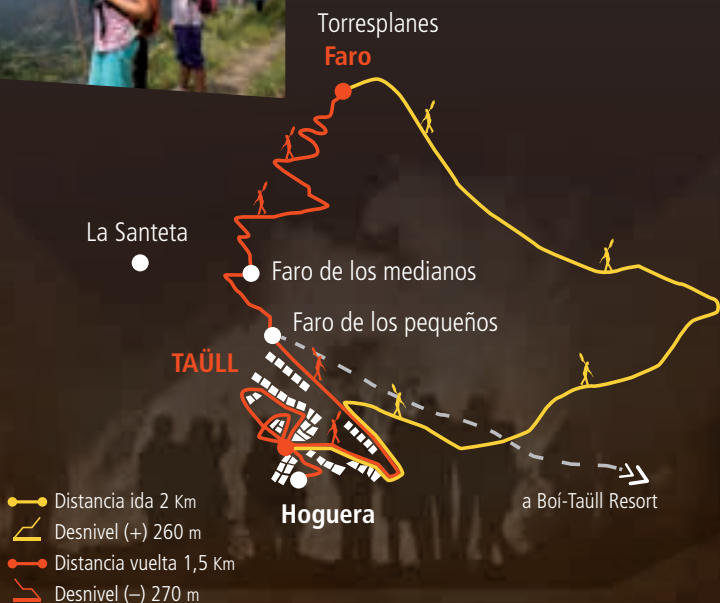 Torresplanes
Faro
La Santeta
Faro de los medianos
Faro de los pequeños
TAÜLL
Hoguera
a Boí-Taüll Resort
Distancia ida 2 Km
Desnivel (+) 260 m
Distancia vuelta 1,5 Km
Desnivel (–) 270 m